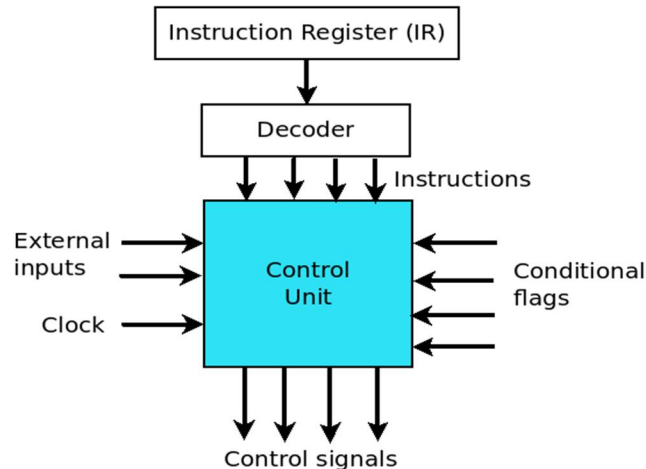 Instruction Register (IR)
Decoder
Instructions
External
inputs
Clock
Control
Unit
Conditional
flags
Control signals